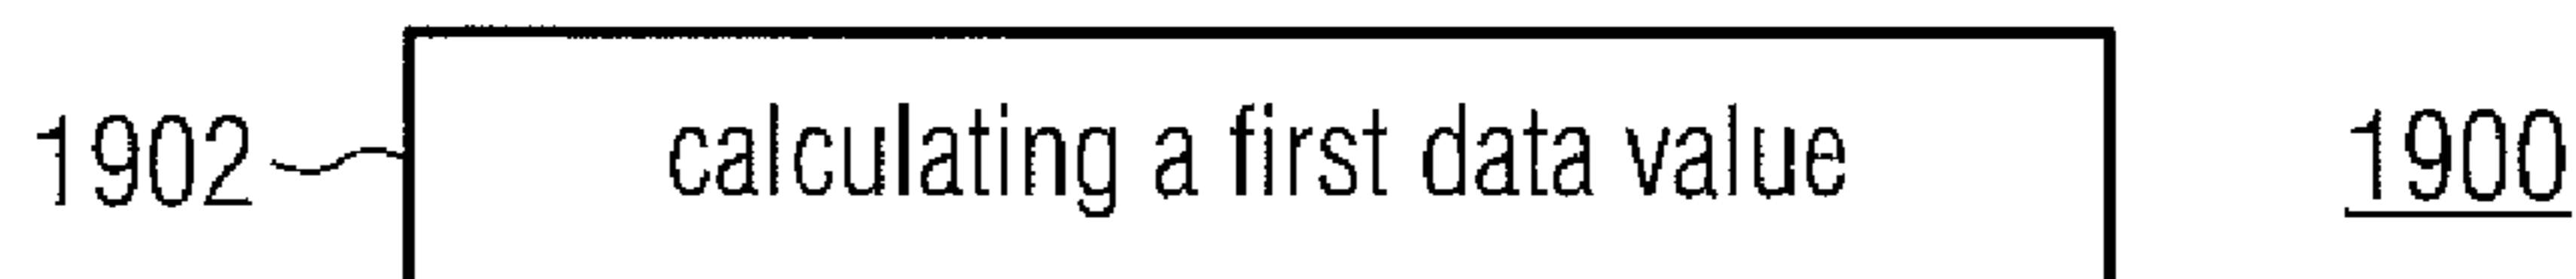 1902 calculating a first data value 1900